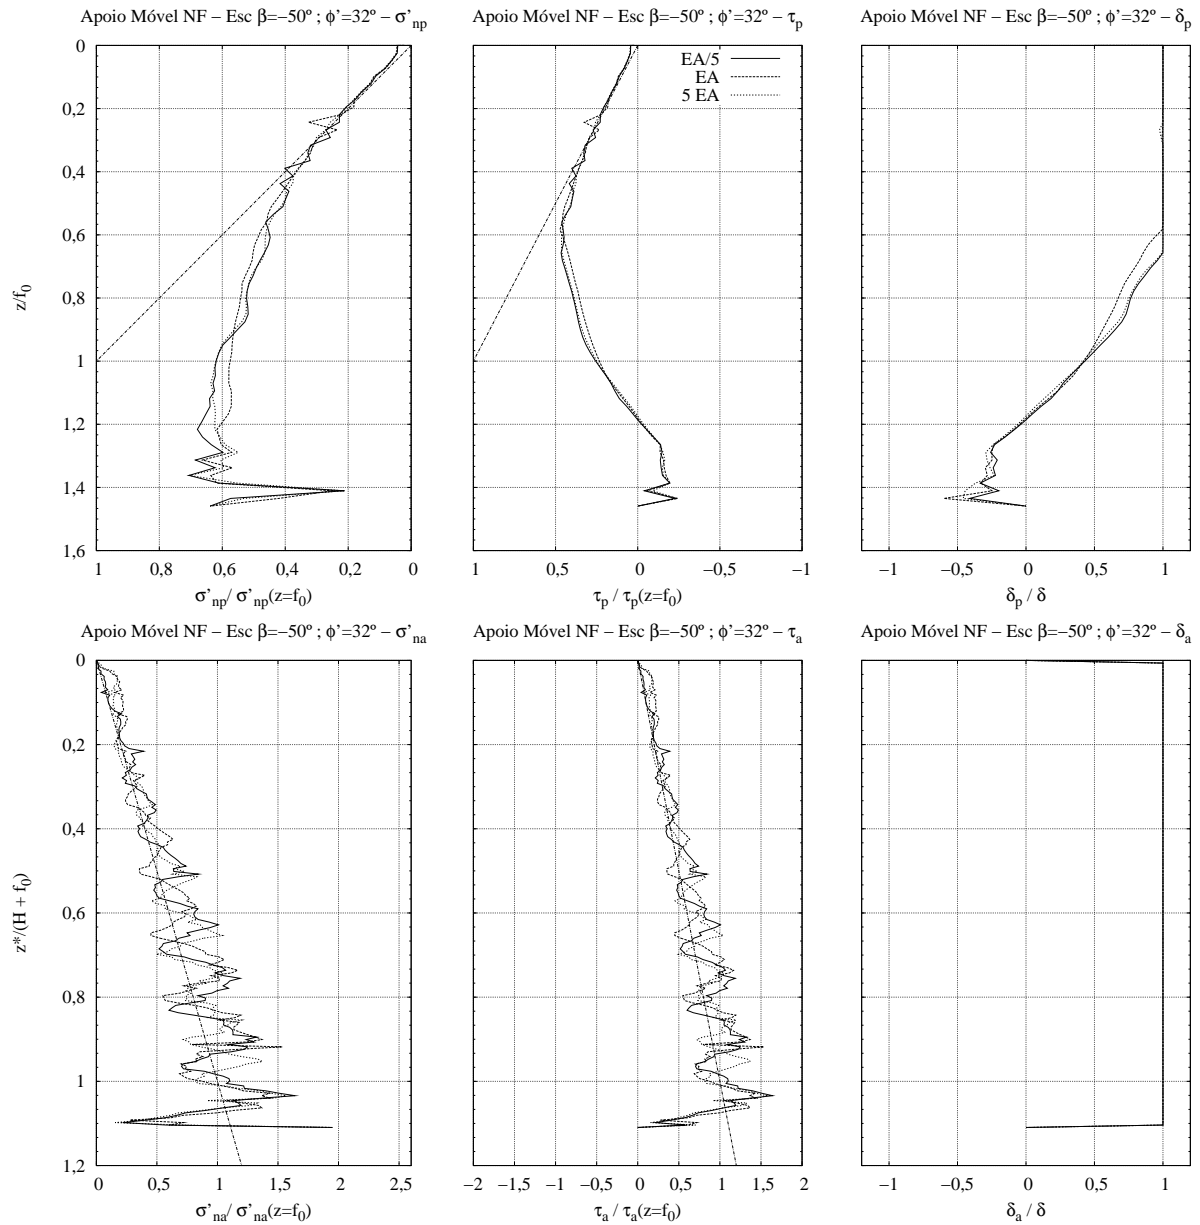 Apoio Móvel NF – Esc β=–50º ; ϕ'=32º – σ'np
Apoio Móvel NF – Esc β=–50º ; ϕ'=32º – τp
Apoio Móvel NF – Esc β=–50º ; ϕ'=32º – δp
EA/5
EA
5 EA
z/f0
0
0,2
0,4
0,6
0,8
1
1,2
1,4
1,6
1 0,8 0,6 0,4 0,2 0
1 0,5 0 –0,5 –1
–1 –0,5 0 0,5 1
σ'np/ σ'np(z=f0)
τp / τp(z=f0)
δp / δ
Apoio Móvel NF – Esc β=–50º ; ϕ'=32º – σ'na
Apoio Móvel NF – Esc β=–50º ; ϕ'=32º – τa
Apoio Móvel NF – Esc β=–50º ; ϕ'=32º – δa
z*/(H + f0)
0
0,2
0,4
0,6
0,8
1
1,2
0 0,5 1 1,5 2 2,5
–2 –1,5 –1 –0,5 0 0,5 1 1,5 2
–1 –0,5 0 0,5 1
σ'na/ σ'na(z=f0)
τa / τa(z=f0)
δa / δ